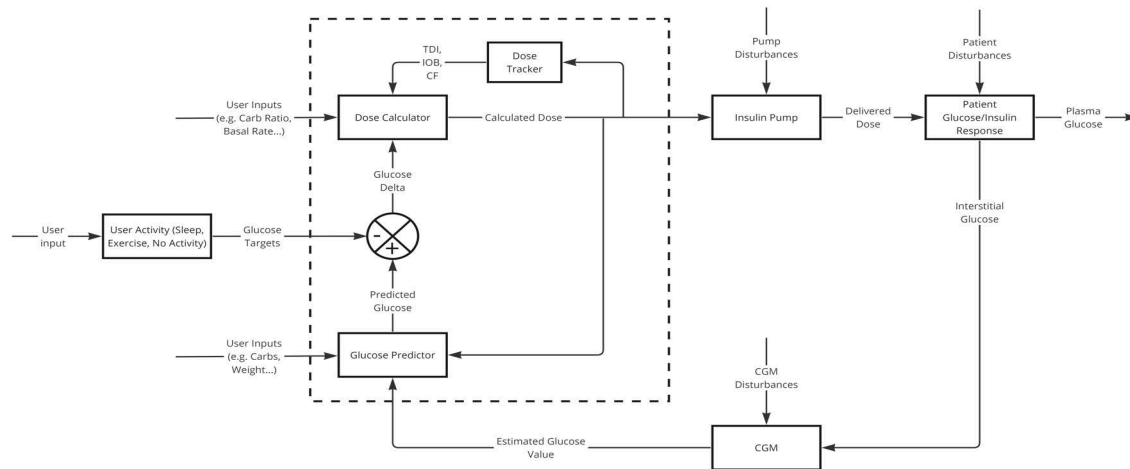 TDI,
IOB,
CF
Dose
Tracker
Pump
Disturbances
Patient
Disturbances
User Inputs
(e.g. Carb Ratio,
Basal Rate...)
Dose Calculator
Calculated Dose
Insulin Pump
Delivered
Dose
Patient
Glucose/Insulin
Response
Plasma
Glucose
Glucose
Delta
User
input
User Activity (Sleep,
Exercise, No Activity)
Glucose
Targets
-
+
Interstitial
Glucose
Predicted
Glucose
User Inputs
(e.g. Carbs,
Weight...)
Glucose Predictor
CGM
Disturbances
Estimated Glucose
Value
CGM